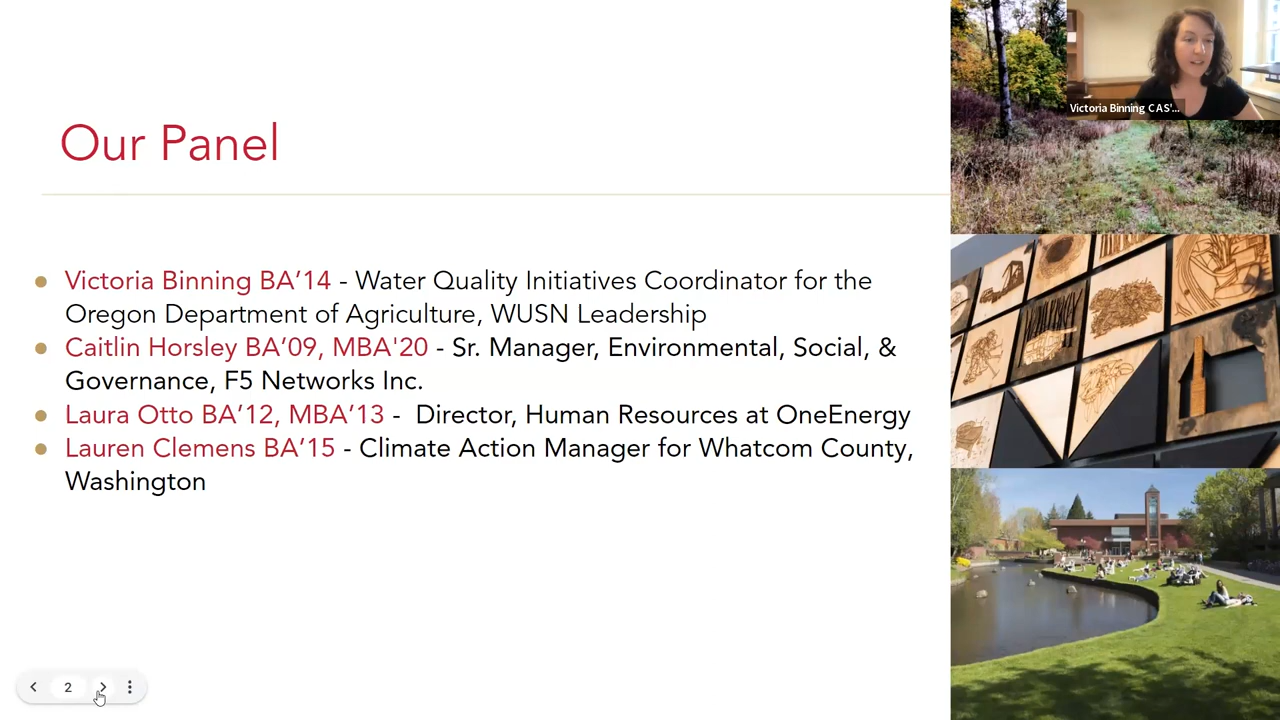 Victoria Binning CAS'...
Our Panel
Victoria Binning BA’14 - Water Quality Initiatives Coordinator for the
Oregon Department of Agriculture, WUSN Leadership
Caitlin Horsley BA’09, MBA'20 - Sr. Manager, Environmental, Social, &
Governance, F5 Networks Inc.
Laura Otto BA’12, MBA’13 - Director, Human Resources at OneEnergy
Lauren Clemens BA’15 - Climate Action Manager for Whatcom County,
Washington
2